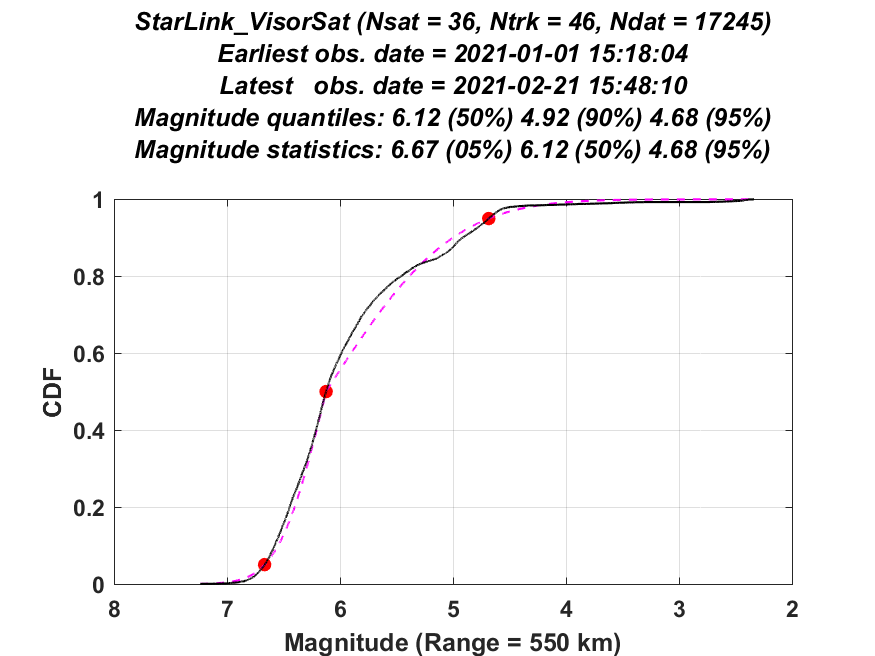 StarLink_VisorSat (Nsat = 36, Ntrk = 46, Ndat = 17245)
Earliest obs. date = 2021-01-01 15:18:04
Latest obs. date = 2021-02-21 15:48:10
Magnitude quantiles: 6.12 (50%) 4.92 (90%) 4.68 (95%)
Magnitude statistics: 6.67 (05%) 6.12 (50%) 4.68 (95%)
1
0.8
0.6
0.4
0.2
0
CDF
8 7 6 5 4 3 2
Magnitude (Range = 550 km)